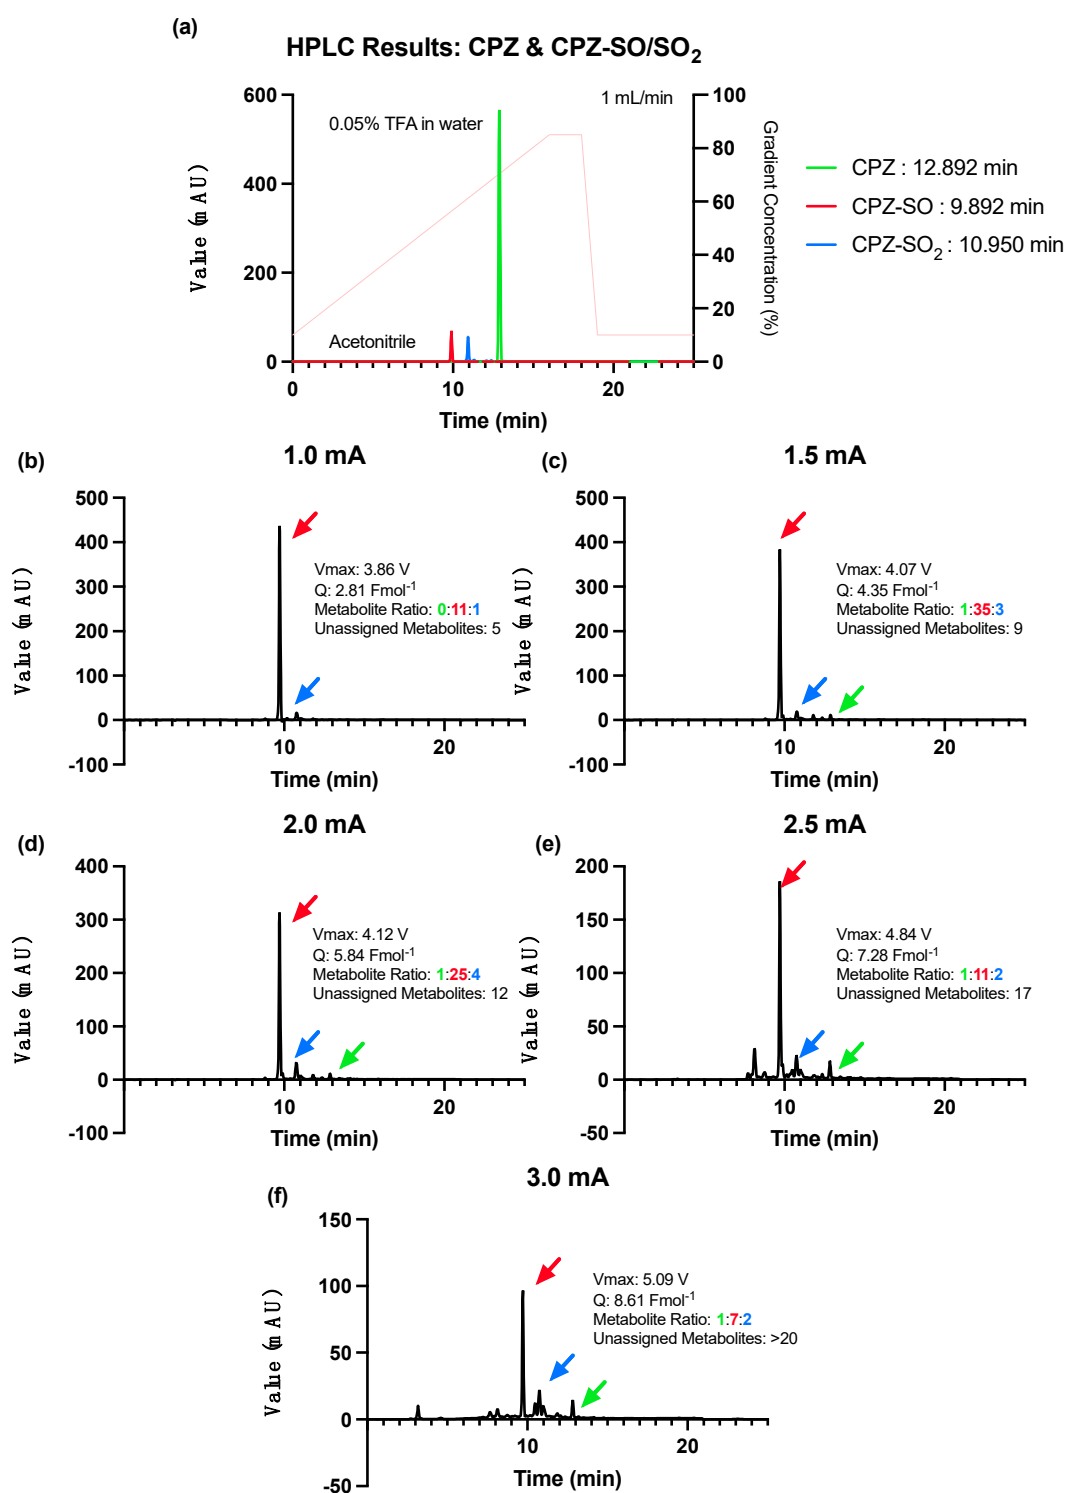 (a)
HPLC Results: CPZ & CPZ-SO/SO2
600
400
200
0
Value (mAU)
0.05% TFA in water
1 mL/min
Acetonitrile
100
80
60
40
20
0
Gradient Concentration (%)
0
10
20
Time (min)
CPZ : 12.892 min
CPZ-SO : 9.892 min
CPZ-SO2 : 10.950 min
(b)
1.0 mA
500
400
300
200
100
0
-100
Value (mAU)
Vmax: 3.86 V
Q: 2.81 Fmol-1
Metabolite Ratio: 0:11:1
Unassigned Metabolites: 5
10
20
Time (min)
(c)
1.5 mA
500
400
300
200
100
0
-100
Value (mAU)
Vmax: 4.07 V
Q: 4.35 Fmol-1
Metabolite Ratio: 1:35:3
Unassigned Metabolites: 9
10
20
Time (min)
(d)
2.0 mA
400
300
200
100
0
-100
Value (mAU)
Vmax: 4.12 V
Q: 5.84 Fmol-1
Metabolite Ratio: 1:25:4
Unassigned Metabolites: 12
10
20
Time (min)
(e)
2.5 mA
200
150
100
50
0
-50
Value (mAU)
Vmax: 4.84 V
Q: 7.28 Fmol-1
Metabolite Ratio: 1:11:2
Unassigned Metabolites: 17
10
20
Time (min)
(f)
3.0 mA
150
100
50
0
-50
Value (mAU)
Vmax: 5.09 V
Q: 8.61 Fmol-1
Metabolite Ratio: 1:7:2
Unassigned Metabolites: >20
10
20
Time (min)